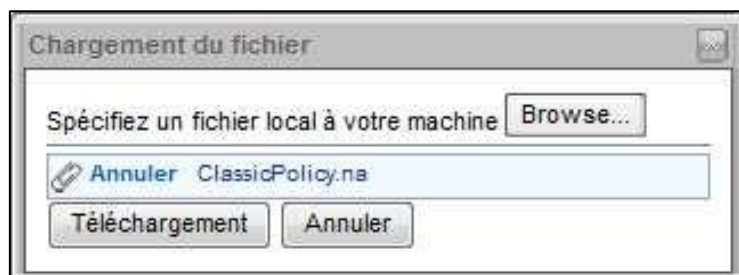 Chargement du fichier
Spécifiez un fichier local à votre machine Browse...
Annuler ClassicPolicy.na
Téléchargement Annuler